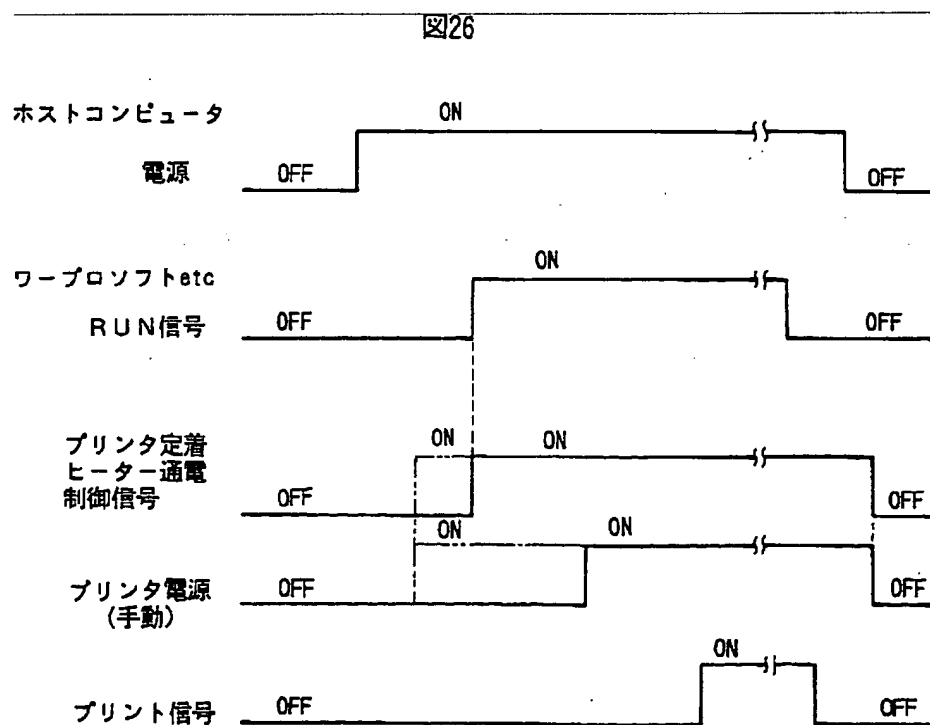 図26
ホストコンピュータ
電源
OFF
ON
OFF
ワープロソフトetc
RUN信号
OFF
ON
OFF
プリンタ定着
ヒーター通電
制御信号
OFF
ON
ON
OFF
プリンタ電源
(手動)
OFF
ON
ON
OFF
プリント信号
OFF
ON
OFF